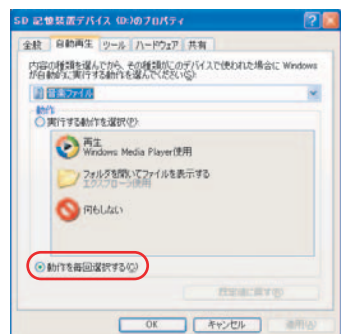 SD 記憶装置デバイス (D:)のプロパティ
全般 自動再生 ツール ハードウェア 共有
内容の種類を選んでから、その種類がこのデバイスで使われた場合に Windows
が自動的に実行する動作を選んでください(G):
音楽ファイル
動作
実行する動作を選択(P):
再生
Windows Media Player使用
フォルダを開いてファイルを表示する
エクスプローラ使用
何もしない
動作を毎回選択する(C)
既定値に戻す(R)
OK キャンセル 適用(A)